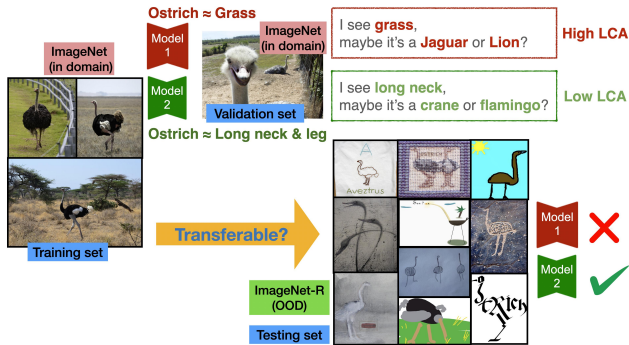 Ostrich ≈ Grass
ImageNet
(in domain)
Model
1
Model
2
Ostrich ≈ Long neck & leg
Training set
ImageNet
(in domain)
Validation set
I see grass,
maybe it's a Jaguar or Lion?
High LCA
I see long neck,
maybe it's a crane or flamingo?
Low LCA
Transferable?
ImageNet-R
(OOD)
Testing set
A
Aveztrus
OSTRICH
Model
1
Model
2